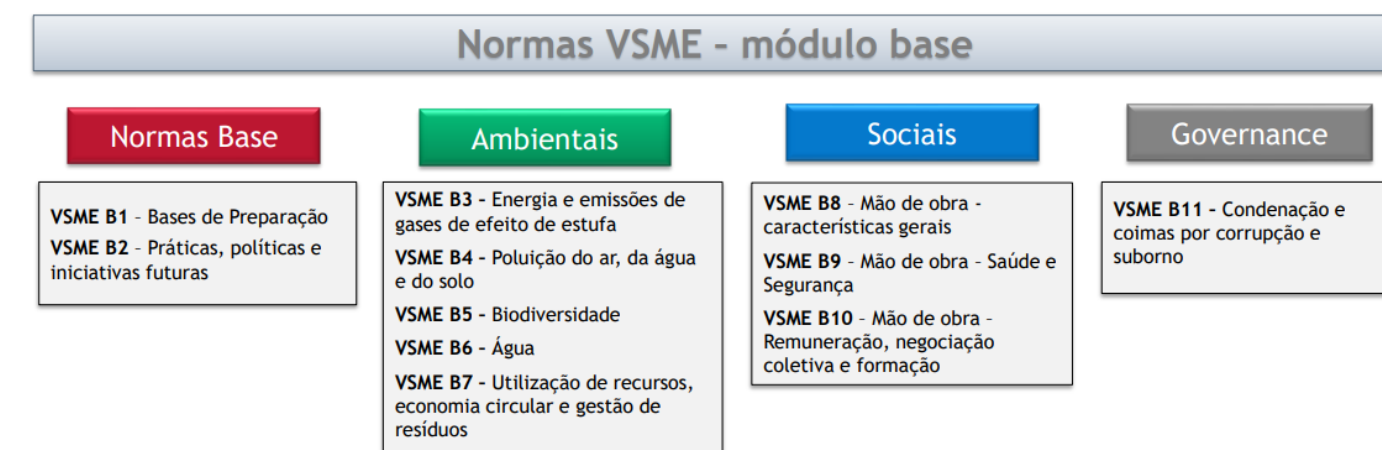 Normas VSME – módulo base
Normas Base
VSME B1 – Bases de Preparação
VSME B2 – Práticas, políticas e
iniciativas futuras
Ambientais
VSME B3 – Energia e emissões de
gases de efeito de estufa
VSME B4 – Poluição do ar, da água
e do solo
VSME B5 – Biodiversidade
VSME B6 – Água
VSME B7 – Utilização de recursos,
economia circular e gestão de
resíduos
Sociais
VSME B8 – Mão de obra -
características gerais
VSME B9 – Mão de obra – Saúde e
Segurança
VSME B10 – Mão de obra –
Remuneração, negociação
coletiva e formação
Governance
VSME B11 – Condenação e
coimas por corrupção e
suborno